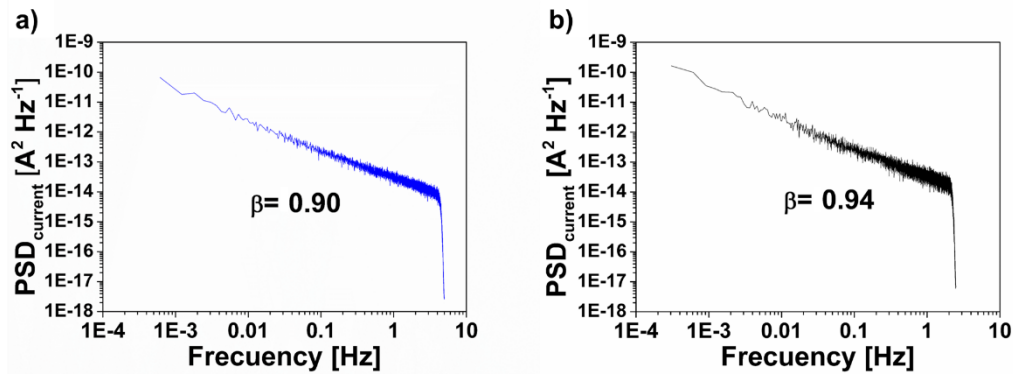 a)
PSD_current [A² Hz⁻¹]
1E-9
1E-10
1E-11
1E-12
1E-13
1E-14
1E-15
1E-16
1E-17
1E-18
β= 0.90
1E-4 1E-3 0.01 0.1 1 10
Frecuency [Hz]
b)
PSD_current [A² Hz⁻¹]
1E-9
1E-10
1E-11
1E-12
1E-13
1E-14
1E-15
1E-16
1E-17
1E-18
β= 0.94
1E-4 1E-3 0.01 0.1 1 10
Frecuency [Hz]